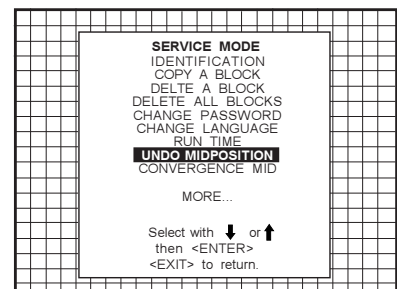 SERVICE MODE
IDENTIFICATION
COPY A BLOCK
DELTE A BLOCK
DELETE ALL BLOCKS
CHANGE PASSWORD
CHANGE LANGUAGE
RUN TIME
UNDO MIDPOSITION
CONVERGENCE MID
MORE...
Select with ⬇ or ⬆
then <ENTER>
<EXIT> to return.